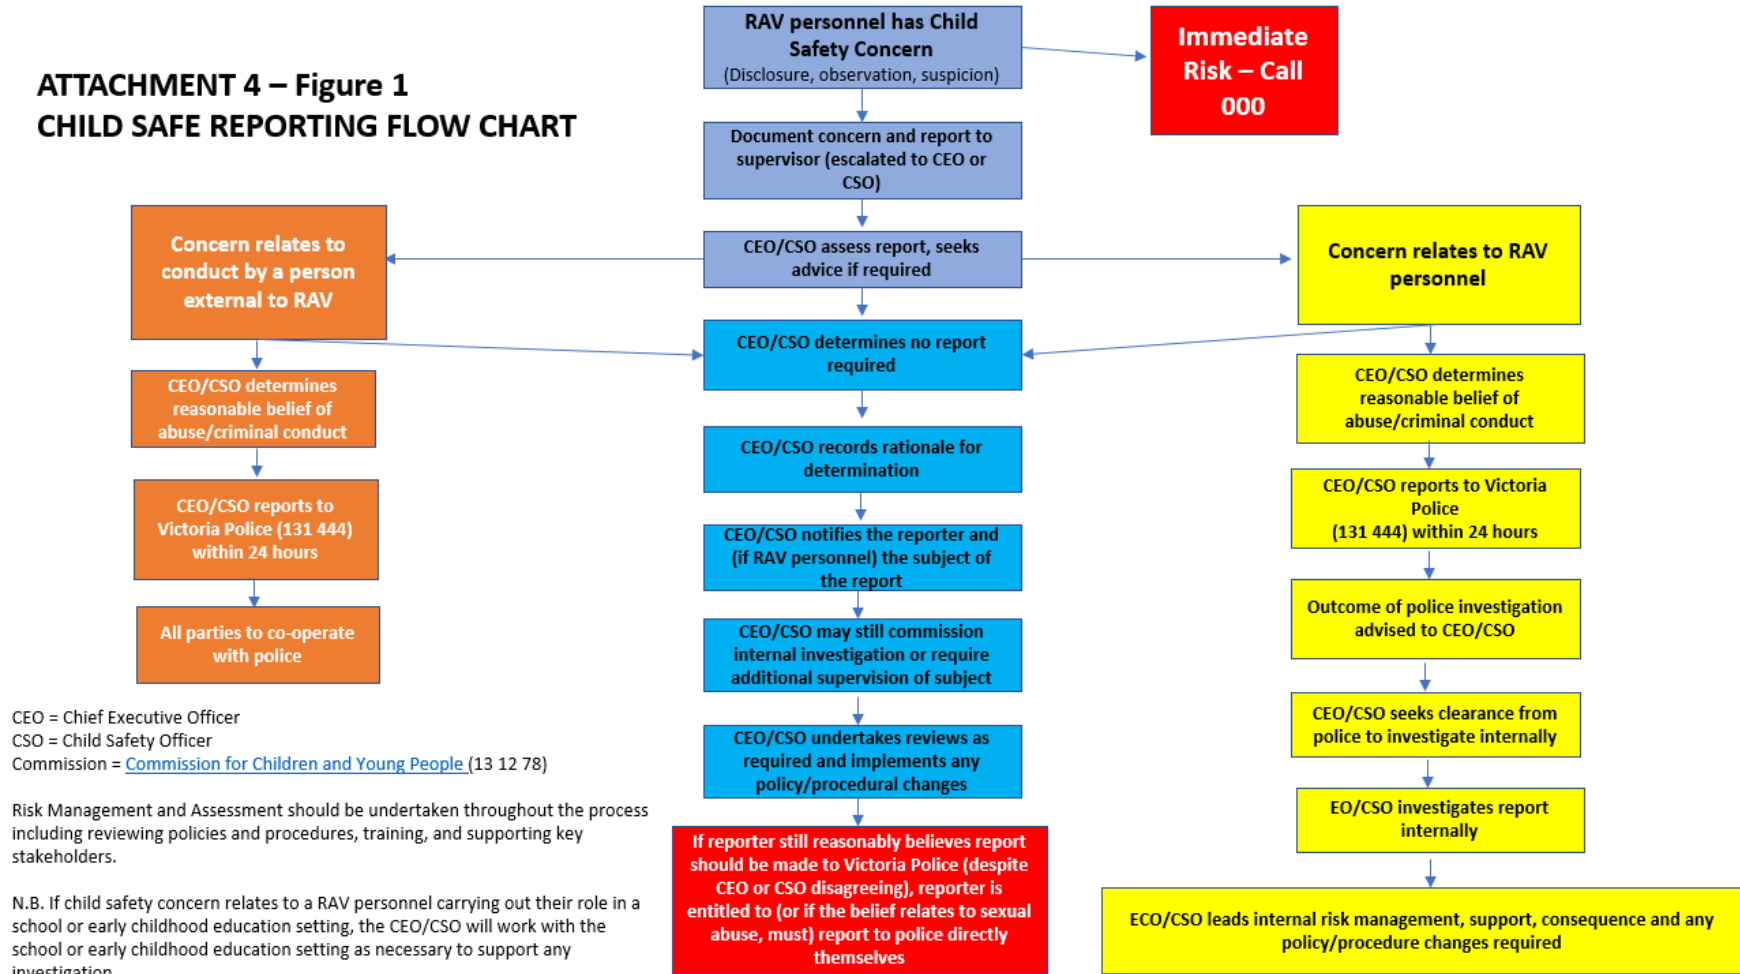 ATTACHMENT 4 – Figure 1
CHILD SAFE REPORTING FLOW CHART
RAV personnel has Child
Safety Concern
(Disclosure, observation, suspicion)
Immediate
Risk – Call
000
Document concern and report to
supervisor (escalated to CEO or
CSO)
CEO/CSO assess report, seeks
advice if required
Concern relates to
conduct by a person
external to RAV
CEO/CSO determines
reasonable belief of
abuse/criminal conduct
CEO/CSO reports to
Victoria Police (131 444)
within 24 hours
All parties to co-operate
with police
CEO/CSO determines no report
required
CEO/CSO records rationale for
determination
CEO/CSO notifies the reporter and
(if RAV personnel) the subject of
the report
CEO/CSO may still commission
internal investigation or require
additional supervision of subject
CEO/CSO undertakes reviews as
required and implements any
policy/procedural changes
If reporter still reasonably believes report
should be made to Victoria Police (despite
CEO or CSO disagreeing), reporter is
entitled to (or if the belief relates to sexual
abuse, must) report to police directly
themselves
Concern relates to RAV
personnel
CEO/CSO determines
reasonable belief of
abuse/criminal conduct
CEO/CSO reports to Victoria
Police
(131 444) within 24 hours
Outcome of police investigation
advised to CEO/CSO
CEO/CSO seeks clearance from
police to investigate internally
EO/CSO investigates report
internally
ECO/CSO leads internal risk management, support, consequence and any
policy/procedure changes required
CEO = Chief Executive Officer
CSO = Child Safety Officer
Commission = Commission for Children and Young People (13 12 78)
Risk Management and Assessment should be undertaken throughout the process
including reviewing policies and procedures, training, and supporting key
stakeholders.
N.B. If child safety concern relates to a RAV personnel carrying out their role in a
school or early childhood education setting, the CEO/CSO will work with the
school or early childhood education setting as necessary to support any
investigation